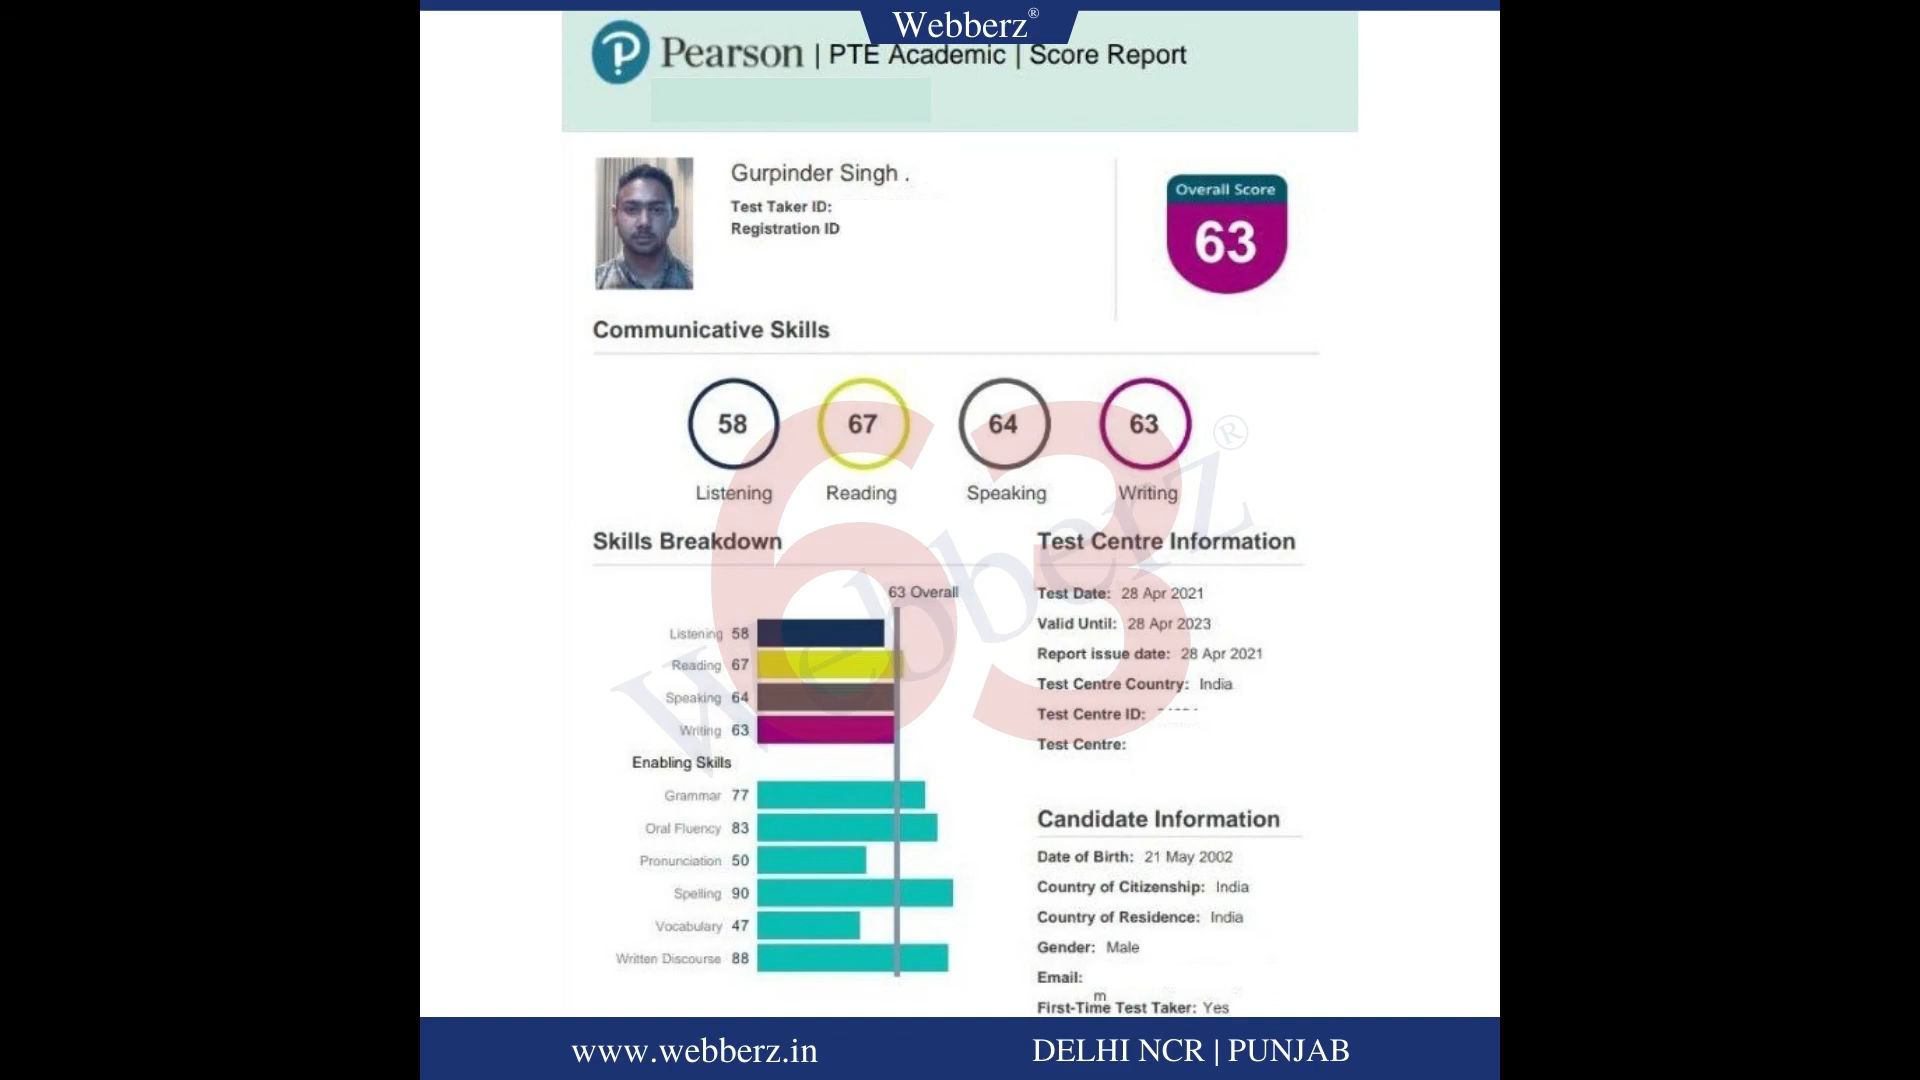 Webberz®
Pearson | PTE Academic | Score Report
Gurpinder Singh .
Test Taker ID:
Registration ID
Overall Score
63
Communicative Skills
58
67
64
63
Listening
Reading
Speaking
Writing
63
Webberz®
Skills Breakdown
63 Overall
Listening 58
Reading 67
Speaking 64
Writing 63
Enabling Skills
Grammar 77
Oral Fluency 83
Pronunciation 50
Spelling 90
Vocabulary 47
Written Discourse 88
Test Centre Information
Test Date: 28 Apr 2021
Valid Until: 28 Apr 2023
Report issue date: 28 Apr 2021
Test Centre Country: India
Test Centre ID:
Test Centre:
Candidate Information
Date of Birth: 21 May 2002
Country of Citizenship: India
Country of Residence: India
Gender: Male
Email:
m
First-Time Test Taker: Yes
www.webberz.in
DELHI NCR | PUNJAB